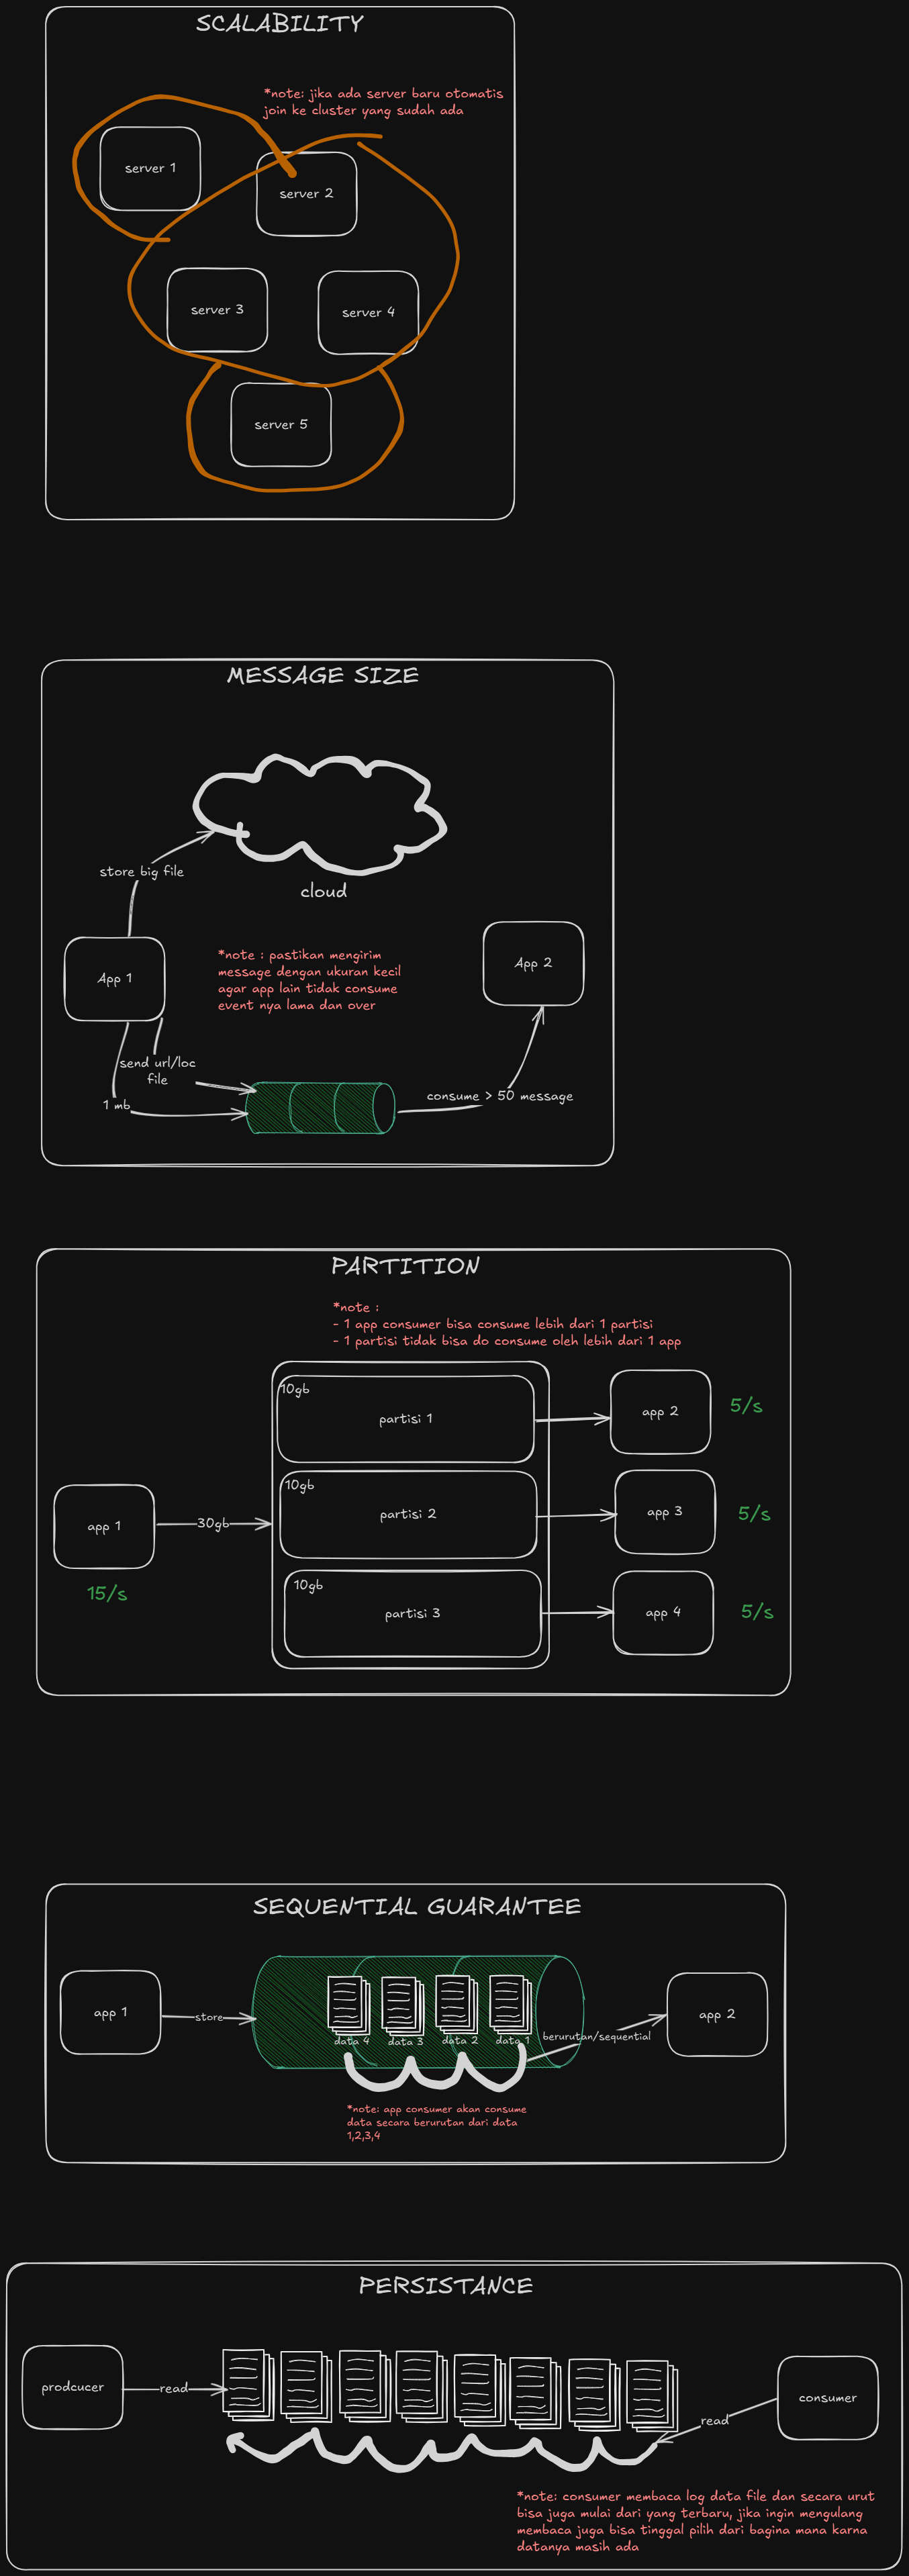 SCALABILITY
*note: jika ada server baru otomatis
join ke cluster yang sudah ada
server 1
server 2
server 3
server 4
server 5
MESSAGE SIZE
store big file
cloud
App 1
*note : pastikan mengirim
message dengan ukuran kecil
agar app lain tidak consume
event nya lama dan over
App 2
send url/loc
file
1 mb
consume > 50 message
PARTITION
*note :
- 1 app consumer bisa consume lebih dari 1 partisi
- 1 partisi tidak bisa do consume oleh lebih dari 1 app
10gb
partisi 1
app 2
5/s
10gb
partisi 2
app 3
5/s
app 1
30gb
15/s
10gb
partisi 3
app 4
5/s
SEQUENTIAL GUARANTEE
app 1
store
data 4
data 3
data 2
data 1
berurutan/sequential
app 2
*note: app consumer akan consume
data secara berurutan dari data
1,2,3,4
PERSISTANCE
prodcucer
read
consumer
read
*note: consumer membaca log data file dan secara urut
bisa juga mulai dari yang terbaru, jika ingin mengulang
membaca juga bisa tinggal pilih dari bagina mana karna
datanya masih ada